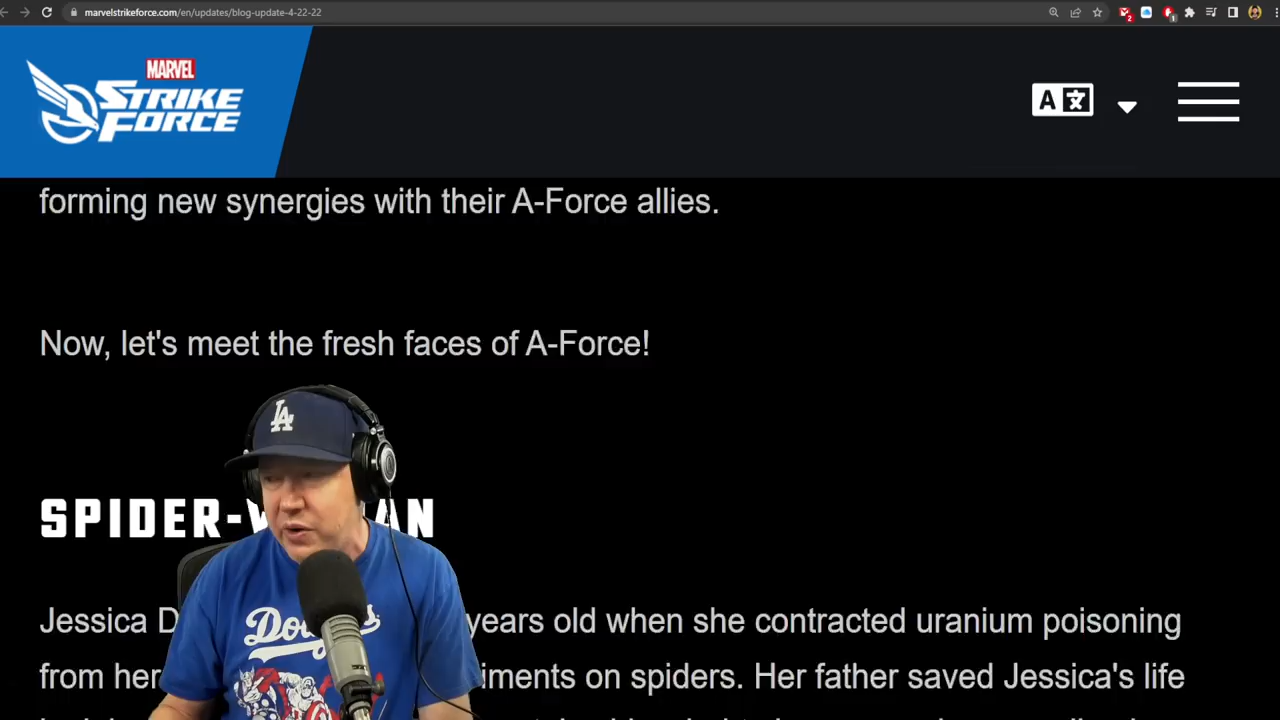 marvelstrikeforce.com/en/updates/blog-update-4-22-22
MARVEL
STRIKE
FORCE
A 文
forming new synergies with their A-Force allies.
Now, let's meet the fresh faces of A-Force!
LA
SPIDER- AN
Jessica D years old when she contracted uranium poisoning
from her iments on spiders. Her father saved Jessica's life
Dodgers